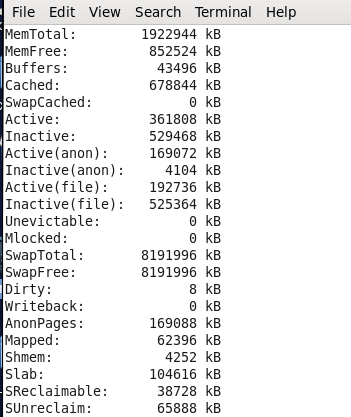 File Edit View Search Terminal Help
MemTotal: 1922944 kB
MemFree: 852524 kB
Buffers: 43496 kB
Cached: 678844 kB
SwapCached: 0 kB
Active: 361808 kB
Inactive: 529468 kB
Active(anon): 169072 kB
Inactive(anon): 4104 kB
Active(file): 192736 kB
Inactive(file): 525364 kB
Unevictable: 0 kB
Mlocked: 0 kB
SwapTotal: 8191996 kB
SwapFree: 8191996 kB
Dirty: 8 kB
Writeback: 0 kB
AnonPages: 169088 kB
Mapped: 62396 kB
Shmem: 4252 kB
Slab: 104616 kB
SReclaimable: 38728 kB
SUnreclaim: 65888 kB